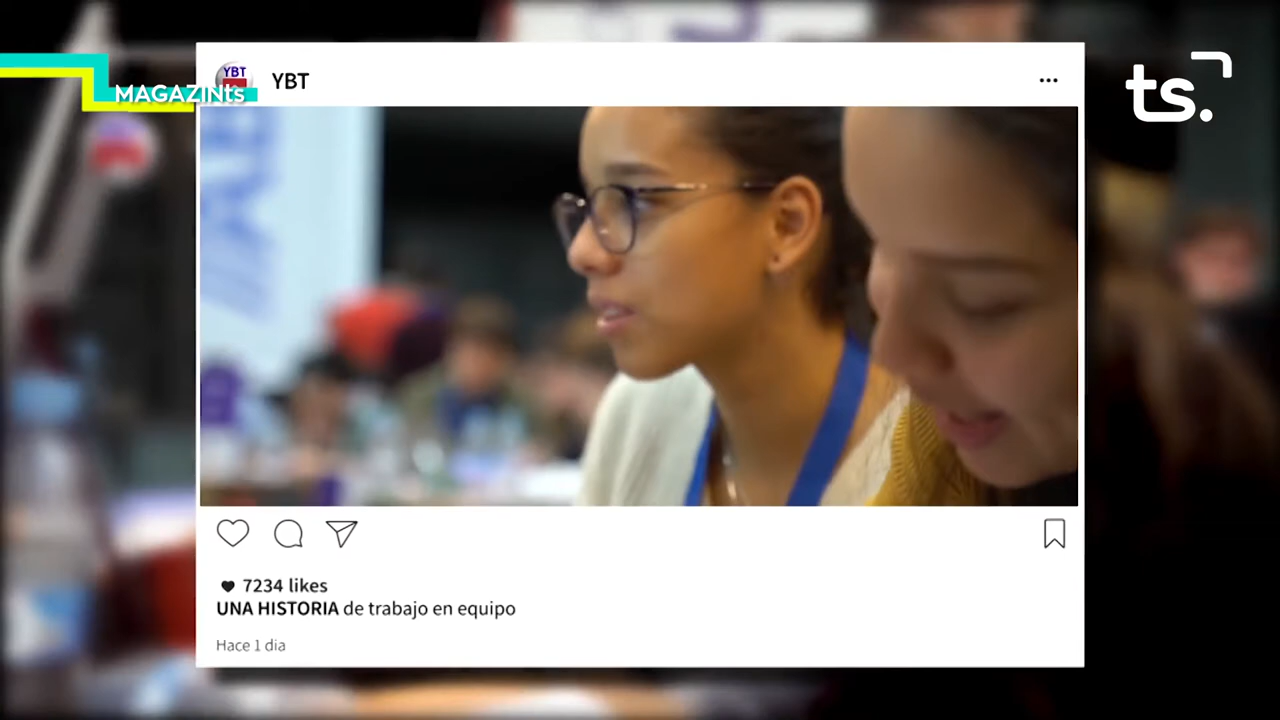 MAGAZINts
ts.
YBT
YBT
7234 likes
UNA HISTORIA de trabajo en equipo
Hace 1 dia